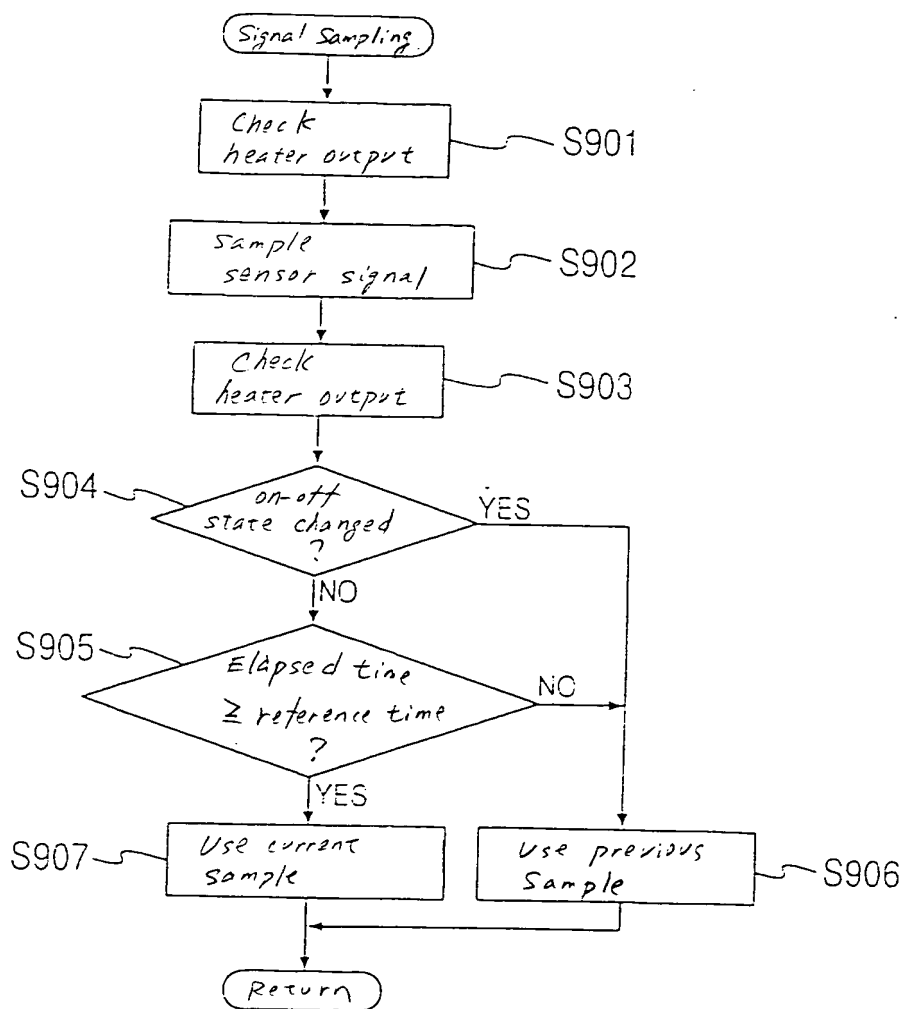 Signal Sampling
Check
heater output
S901
Sample
sensor signal
S902
Check
heater output
S903
S904
on-off
state changed
?
YES
NO
S905
Elapsed time
≧ reference time
?
NO
YES
S907
Use current
sample
Use previous
Sample
S906
Return